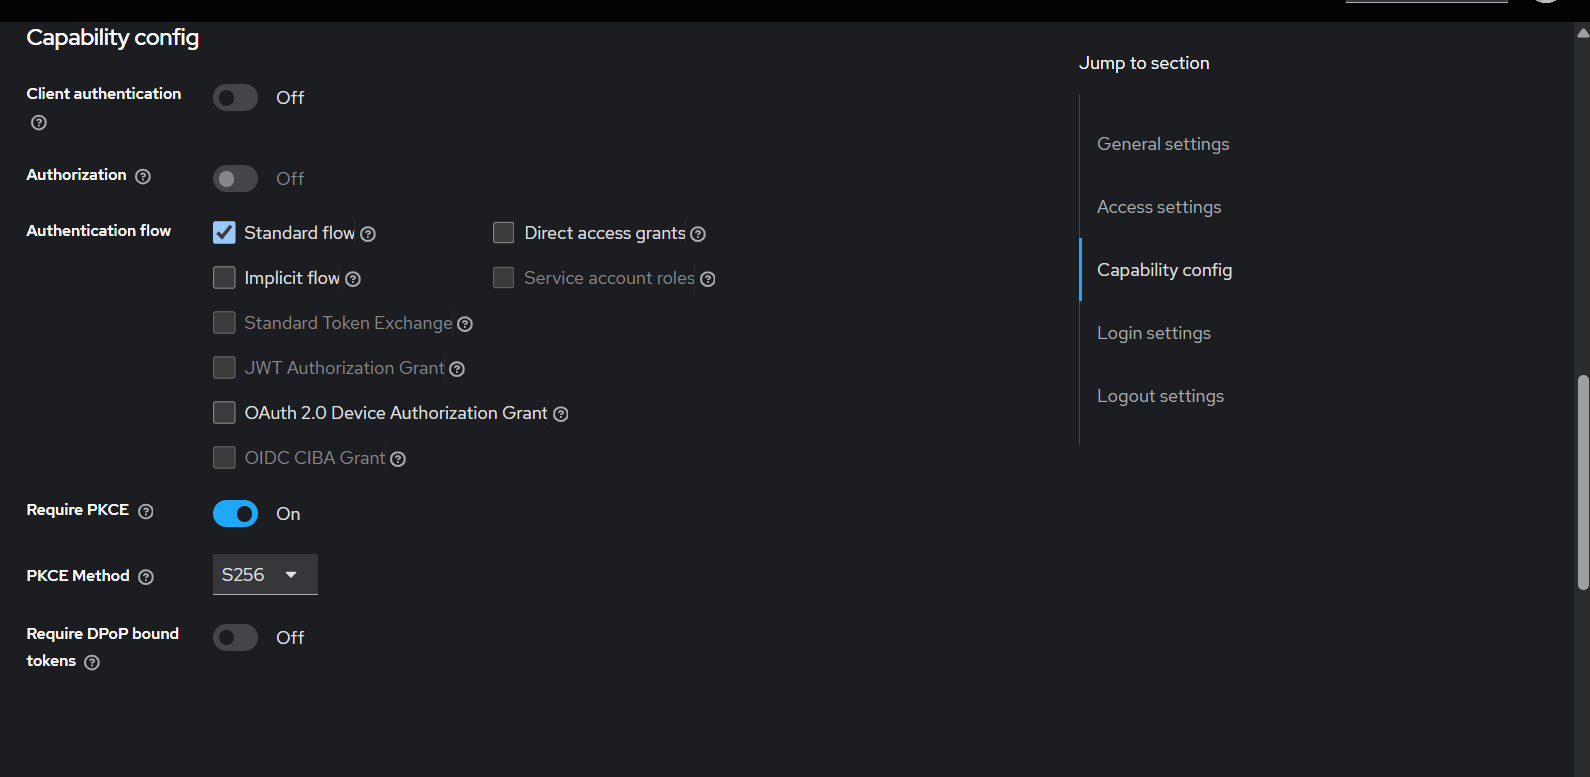 Capability config
Jump to section
Client authentication
Off
General settings
Authorization
Off
Access settings
Authentication flow
Standard flow
Direct access grants
Implicit flow
Service account roles
Capability config
Standard Token Exchange
Login settings
JWT Authorization Grant
Logout settings
OAuth 2.0 Device Authorization Grant
OIDC CIBA Grant
Require PKCE
On
PKCE Method
S256
Require DPoP bound
tokens
Off